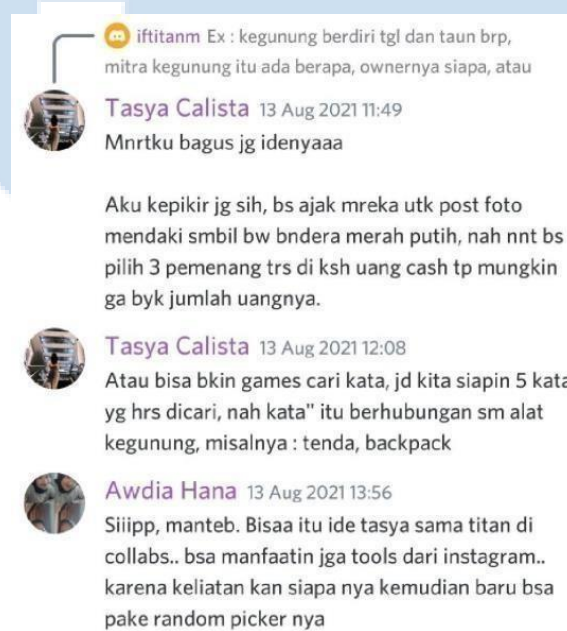 iftitanm Ex : kegunung berdiri tgl dan taun brp,
mitra kegunung itu ada berapa, ownernya siapa, atau
Tasya Calista 13 Aug 2021 11:49
Mnrtku bagus jg idenyaaa
Aku kepikir jg sih, bs ajak mreka utk post foto
mendaki smbil bw bndera merah putih, nah nnt bs
pilih 3 pemenang trs di ksh uang cash tp mungkin
ga byk jumlah uangnya.
Tasya Calista 13 Aug 2021 12:08
Atau bisa bkin games cari kata, jd kita siapin 5 kata
yg hrs dicari, nah kata" itu berhubungan sm alat
kegunung, misalnya : tenda, backpack
Awdia Hana 13 Aug 2021 13:56
Siiipp, manteb. Bisaa itu ide tasya sama titan di
collabs.. bsa manfaatin jga tools dari instagram..
karena keliatan kan siapa nya kemudian baru bsa
pake random picker nya